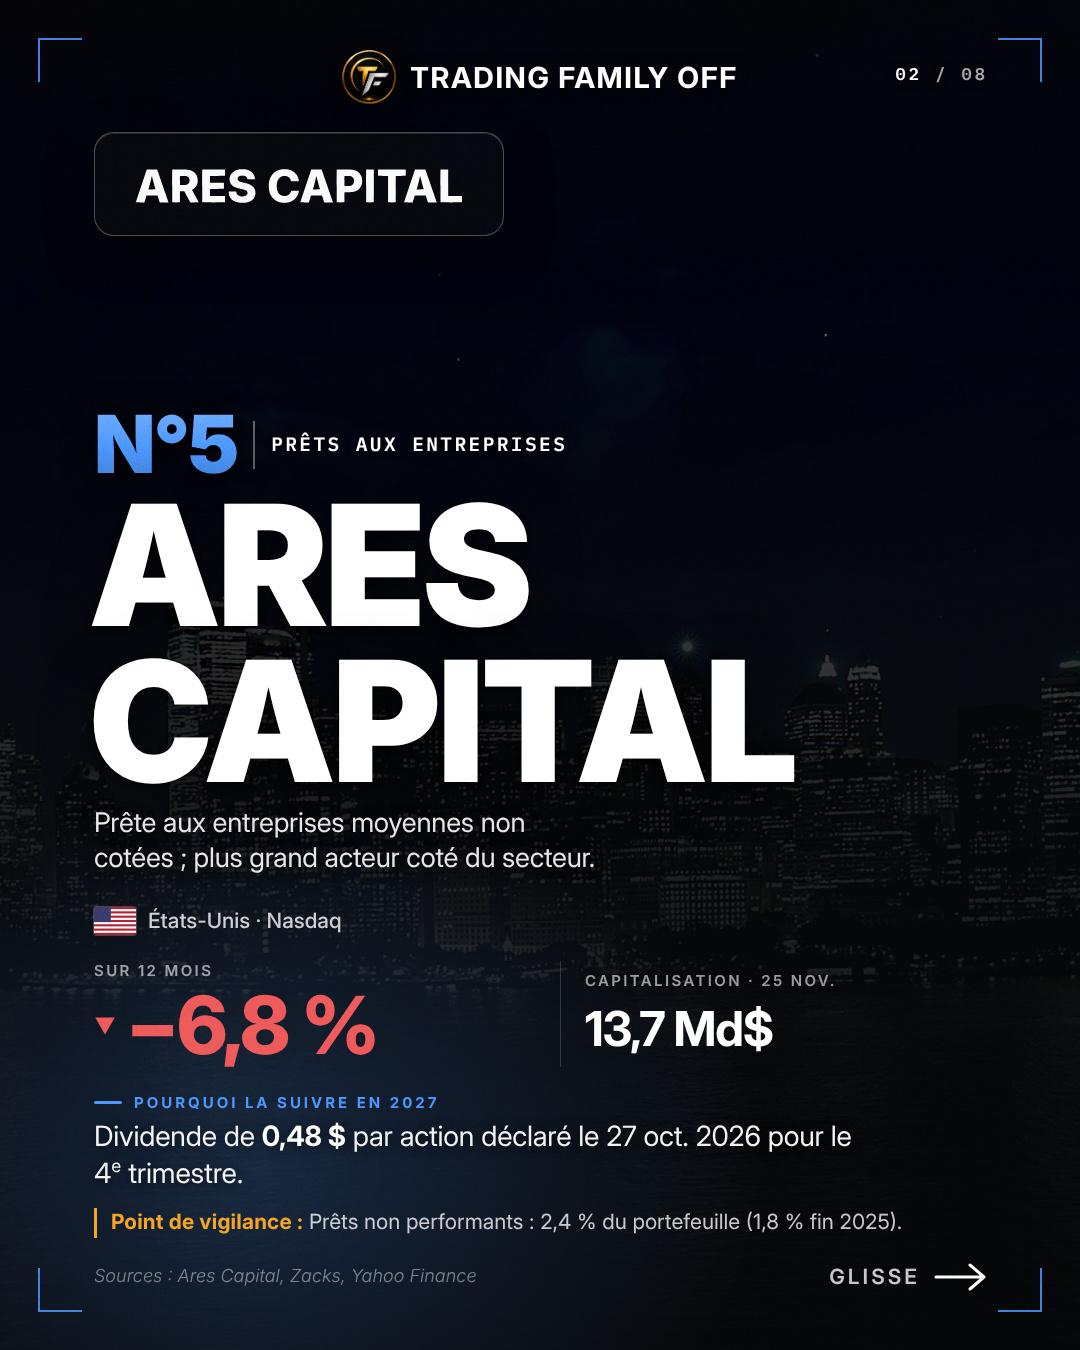 TF TRADING FAMILY OFF
02 / 08
ARES CAPITAL
N°5 PRÊTS AUX ENTREPRISES
ARES
CAPITAL
Prête aux entreprises moyennes non
cotées ; plus grand acteur coté du secteur.
États-Unis · Nasdaq
SUR 12 MOIS
▼ −6,8 %
CAPITALISATION · 25 NOV.
13,7 Md$
POURQUOI LA SUIVRE EN 2027
Dividende de 0,48 $ par action déclaré le 27 oct. 2026 pour le
4e trimestre.
Point de vigilance : Prêts non performants : 2,4 % du portefeuille (1,8 % fin 2025).
Sources : Ares Capital, Zacks, Yahoo Finance
GLISSE →